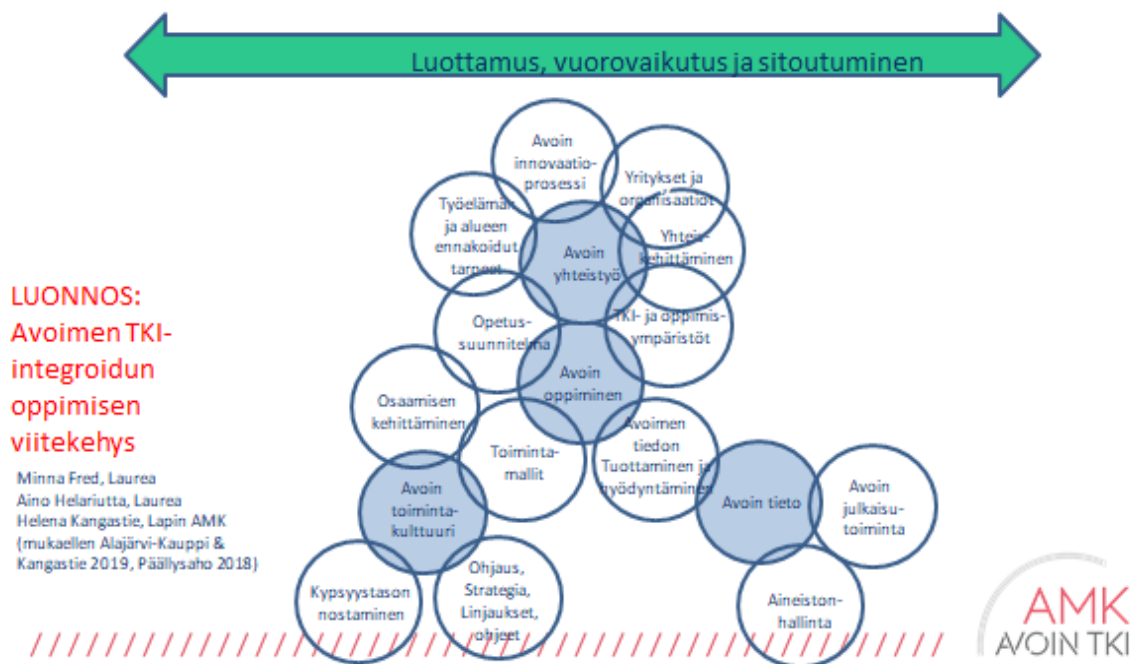 Luottamus, vuorovaikutus ja sitoutuminen
Avoin
innovaatio-
prosessi
Yritykset ja
organisaatiot
Työelämän
ja alueen
ennakoidut
tarpeet
Avoin
yhteistyö
Yhteis-
kehittäminen
LUONNOS:
Avoimen TKI-
integroidun
oppimisen
viitekehys
Opetus-
suunnitelma
TKI- ja oppimis-
ympäristöt
Avoin
oppiminen
Osaamisen
kehittäminen
Toiminta-
mallit
Avoimen
tiedon
Tuottaminen ja
hyödyntäminen
Minna Fred, Laurea
Aino Helariutta, Laurea
Helena Kangastie, Lapin AMK
(mukaellen Alajärvi-Kauppi &
Kangastie 2019, Päällysaho 2018)
Avoin
toiminta-
kulttuuri
Avoin tieto
Avoin
julkaisu-
toiminta
Kypsyystason
nostaminen
Ohjaus,
Strategia,
Linjaukset,
ohjeet
Aineiston-
hallinta
AMK
AVOIN TKI